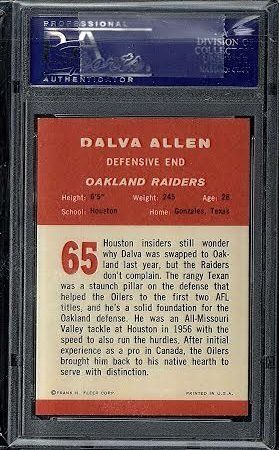 DIVISION OF
COLLECT
AUTHENTICATOR
DALVA ALLEN
DEFENSIVE END
OAKLAND RAIDERS
Height: 6'5" Weight: 245 Age: 26
School: Houston Home: Gonzales, Texas
65
Houston insiders still wonder
why Dalva was swapped to Oak-
land last year, but the Raiders
don't complain. The rangy Texan
was a staunch pillar on the defense that
helped the Oilers to the first two AFL
titles, and he's a solid foundation for the
Oakland defense. He was an All-Missouri
Valley tackle at Houston in 1956 with the
speed to also run the hurdles. After initial
experience as a pro in Canada, the Oilers
brought him back to his native hearth to
serve with distinction.
©FRANK H. FLEER CORP. PRINTED IN U.S.A.